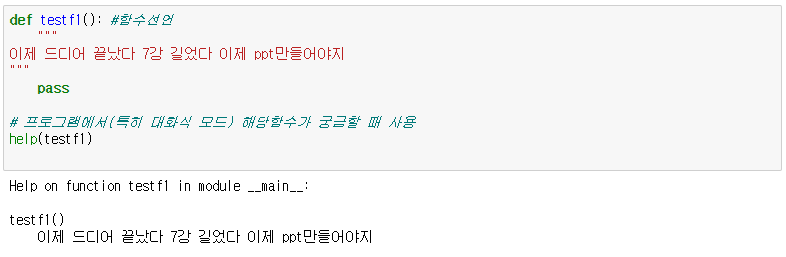 def testf1(): #함수선언
    """
이제 드디어 끝났다 7강 길었다 이제 ppt만들어야지
"""
    pass
# 프로그램에서(특히 대화식 모드) 해당함수가 궁금할 때 사용
help(testf1)
Help on function testf1 in module __main__:
testf1()
    이제 드디어 끝났다 7강 길었다 이제 ppt만들어야지